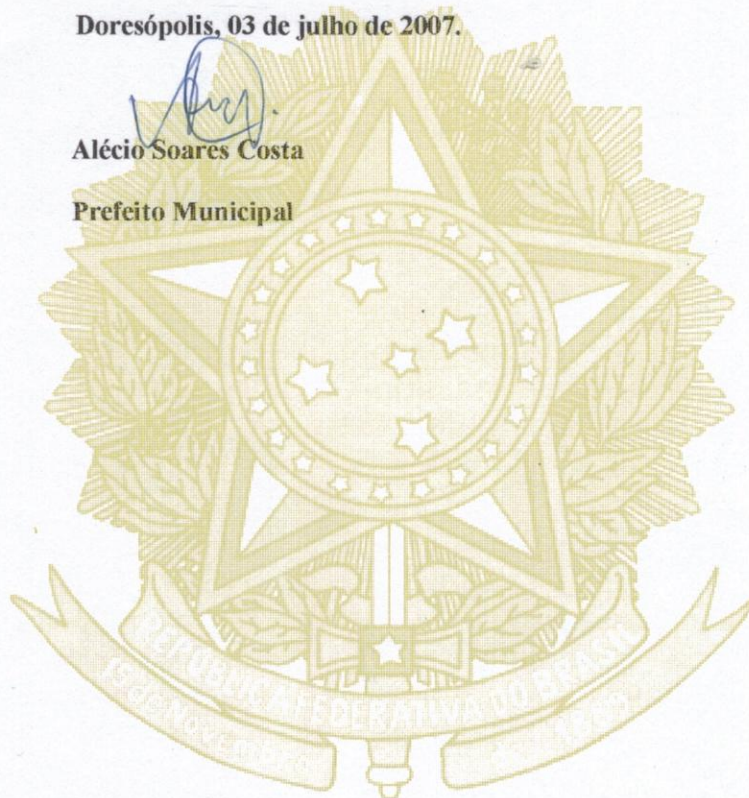 Doresópolis, 03 de julho de 2007.
Alécio Soares Costa
Prefeito Municipal
REPUBLICA FEDERATIVA DO BRASIL
15 de Novembro
de 1889